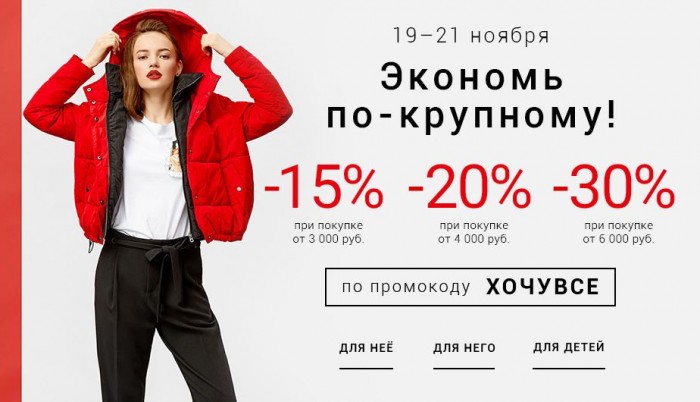 19–21 ноября
Экономь
по-крупному!
-15% -20% -30%
при покупке при покупке при покупке
от 3 000 руб. от 4 000 руб. от 6 000 руб.
по промокоду ХОЧУВСЕ
ДЛЯ НЕЁ ДЛЯ НЕГО ДЛЯ ДЕТЕЙ